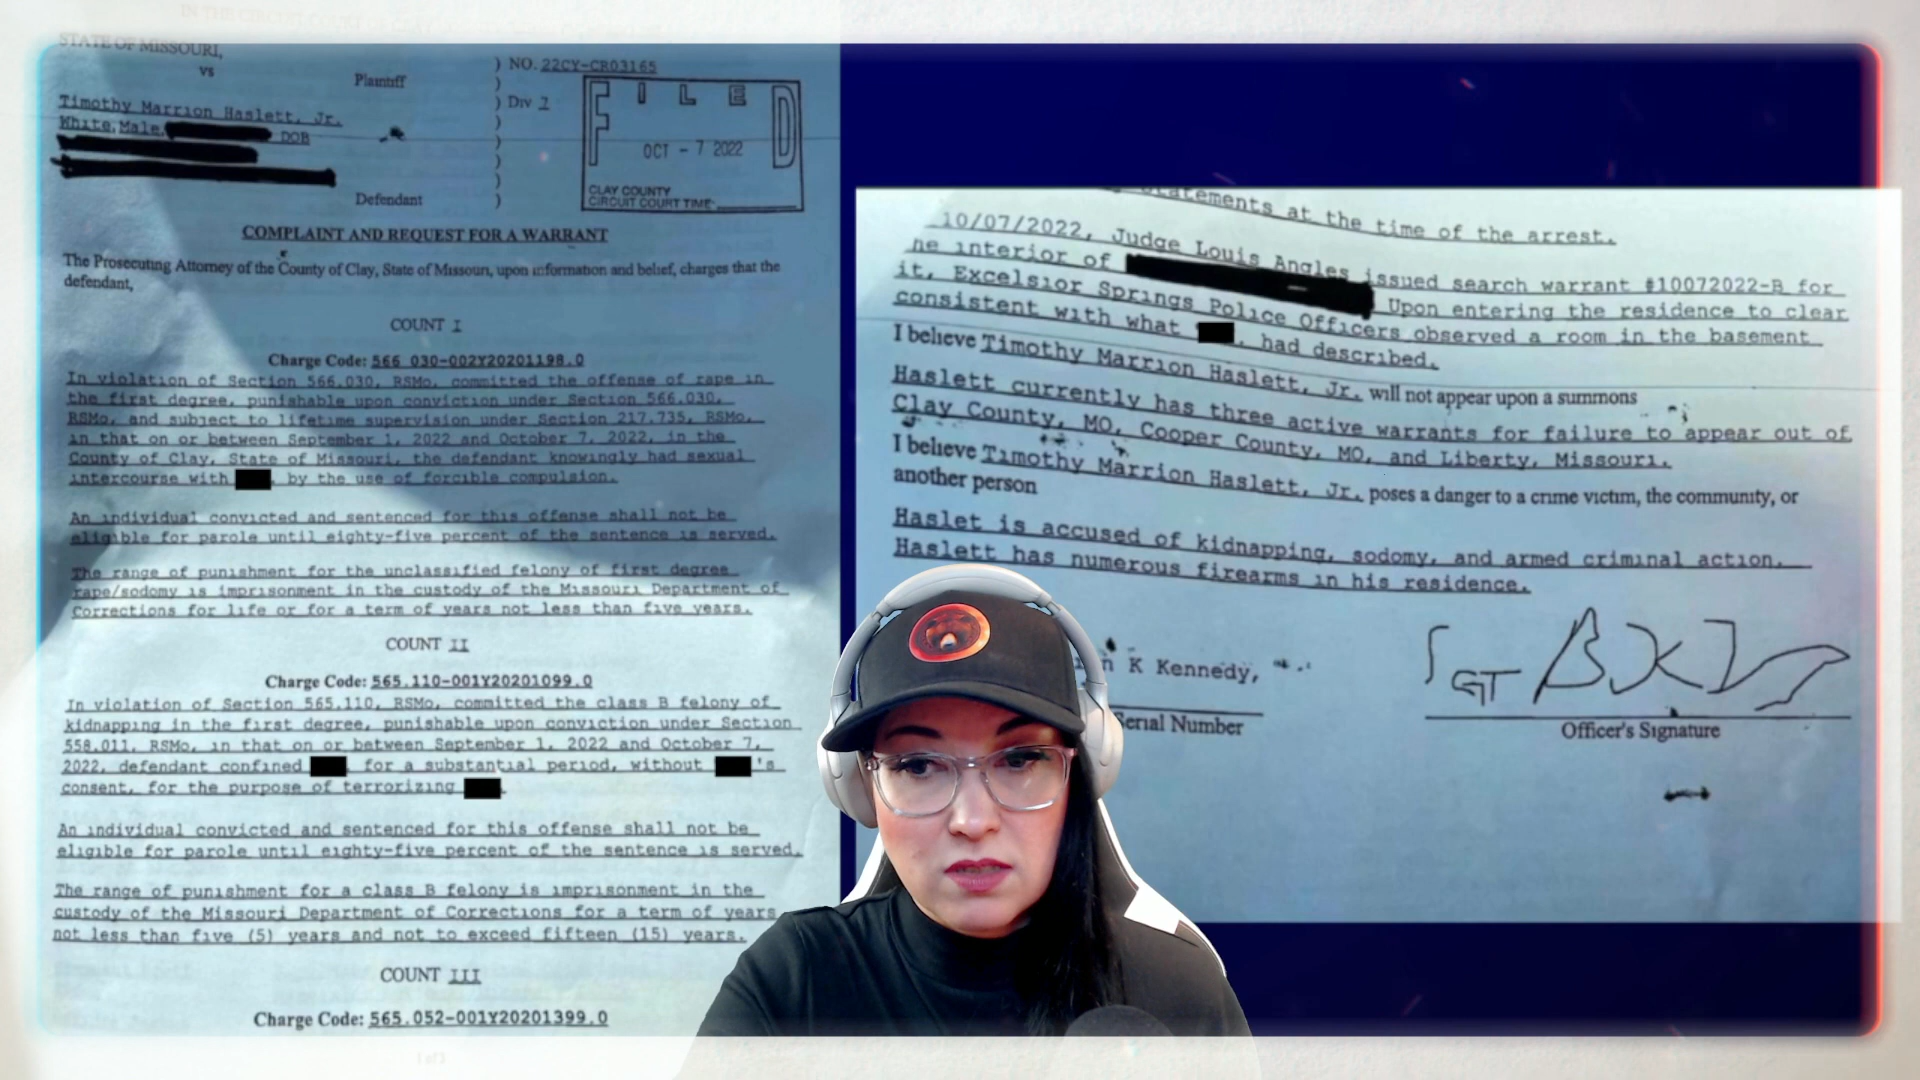 STATE OF MISSOURI,
vs
Plaintiff
Timothy Marrion Haslett, Jr.
White, Male, DOB
Defendant
)
)
)
)
)
)
)
)
NO. 22CY-CR03165
Div 7
FILED
OCT - 7 2022
CLAY COUNTY
CIRCUIT COURT TIME:
COMPLAINT AND REQUEST FOR A WARRANT
The Prosecuting Attorney of the County of Clay, State of Missouri, upon information and belief, charges that the
defendant,
COUNT I
Charge Code: 566 030-002Y20201198.0
In violation of Section 566.030, RSMo, committed the offense of rape in
the first degree, punishable upon conviction under Section 566.030,
RSMo, and subject to lifetime supervision under Section 217.735, RSMo,
in that on or between September 1, 2022 and October 7, 2022, in the
County of Clay, State of Missouri, the defendant knowingly had sexual
intercourse with , by the use of forcible compulsion.
An individual convicted and sentenced for this offense shall not be
eligible for parole until eighty-five percent of the sentence is served.
The range of punishment for the unclassified felony of first degree
rape/sodomy is imprisonment in the custody of the Missouri Department of
Corrections for life or for a term of years not less than five years.
COUNT II
Charge Code: 565.110-001Y20201099.0
In violation of Section 565.110, RSMo, committed the class B felony of
kidnapping in the first degree, punishable upon conviction under Section
558.011, RSMo, in that on or between September 1, 2022 and October 7,
2022, defendant confined for a substantial period, without 's
consent, for the purpose of terrorizing
An individual convicted and sentenced for this offense shall not be
eligible for parole until eighty-five percent of the sentence is served.
The range of punishment for a class B felony is imprisonment in the
custody of the Missouri Department of Corrections for a term of years
not less than five (5) years and not to exceed fifteen (15) years.
COUNT III
Charge Code: 565.052-001Y20201399.0
statements at the time of the arrest.
10/07/2022, Judge Louis Angles issued search warrant #10072022-B for
he interior of Upon entering the residence to clear
it, Excelsior Springs Police Officers observed a room in the basement
consistent with what , had described.
I believe Timothy Marrion Haslett, Jr. will not appear upon a summons
Haslett currently has three active warrants for failure to appear out of
Clay County, MO, Cooper County, MO, and Liberty, Missouri.
I believe Timothy Marrion Haslett, Jr. poses a danger to a crime victim, the community, or
another person
Haslet is accused of kidnapping, sodomy, and armed criminal action.
Haslett has numerous firearms in his residence.
K Kennedy,
Serial Number
SGT
Officer's Signature